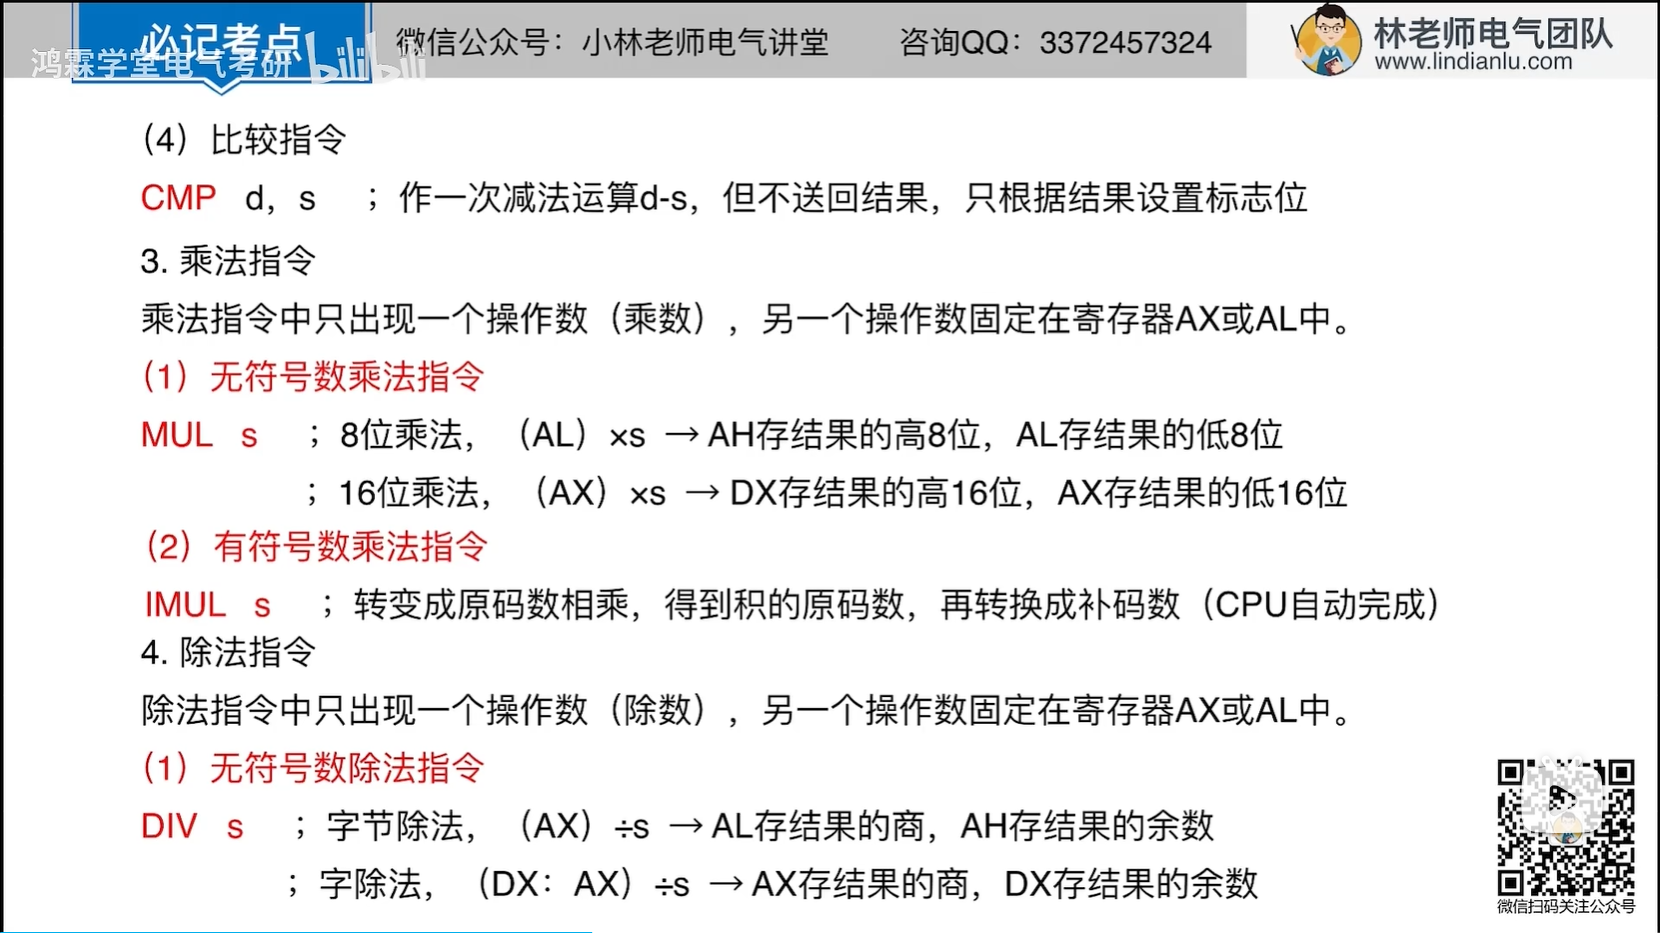 必记考点
鸿霖学堂电气考研 bilibili
微信公众号：小林老师电气讲堂 咨询QQ：3372457324
林老师电气团队
www.lindianlu.com
（4）比较指令
CMP d，s ；作一次减法运算d-s，但不送回结果，只根据结果设置标志位
3. 乘法指令
乘法指令中只出现一个操作数（乘数），另一个操作数固定在寄存器AX或AL中。
（1）无符号数乘法指令
MUL s ；8位乘法，（AL）×s →AH存结果的高8位，AL存结果的低8位
；16位乘法，（AX）×s →DX存结果的高16位，AX存结果的低16位
（2）有符号数乘法指令
IMUL s ；转变成原码数相乘，得到积的原码数，再转换成补码数（CPU自动完成）
4. 除法指令
除法指令中只出现一个操作数（除数），另一个操作数固定在寄存器AX或AL中。
（1）无符号数除法指令
DIV s ；字节除法，（AX）÷s →AL存结果的商，AH存结果的余数
；字除法，（DX：AX）÷s →AX存结果的商，DX存结果的余数
微信扫码关注公众号